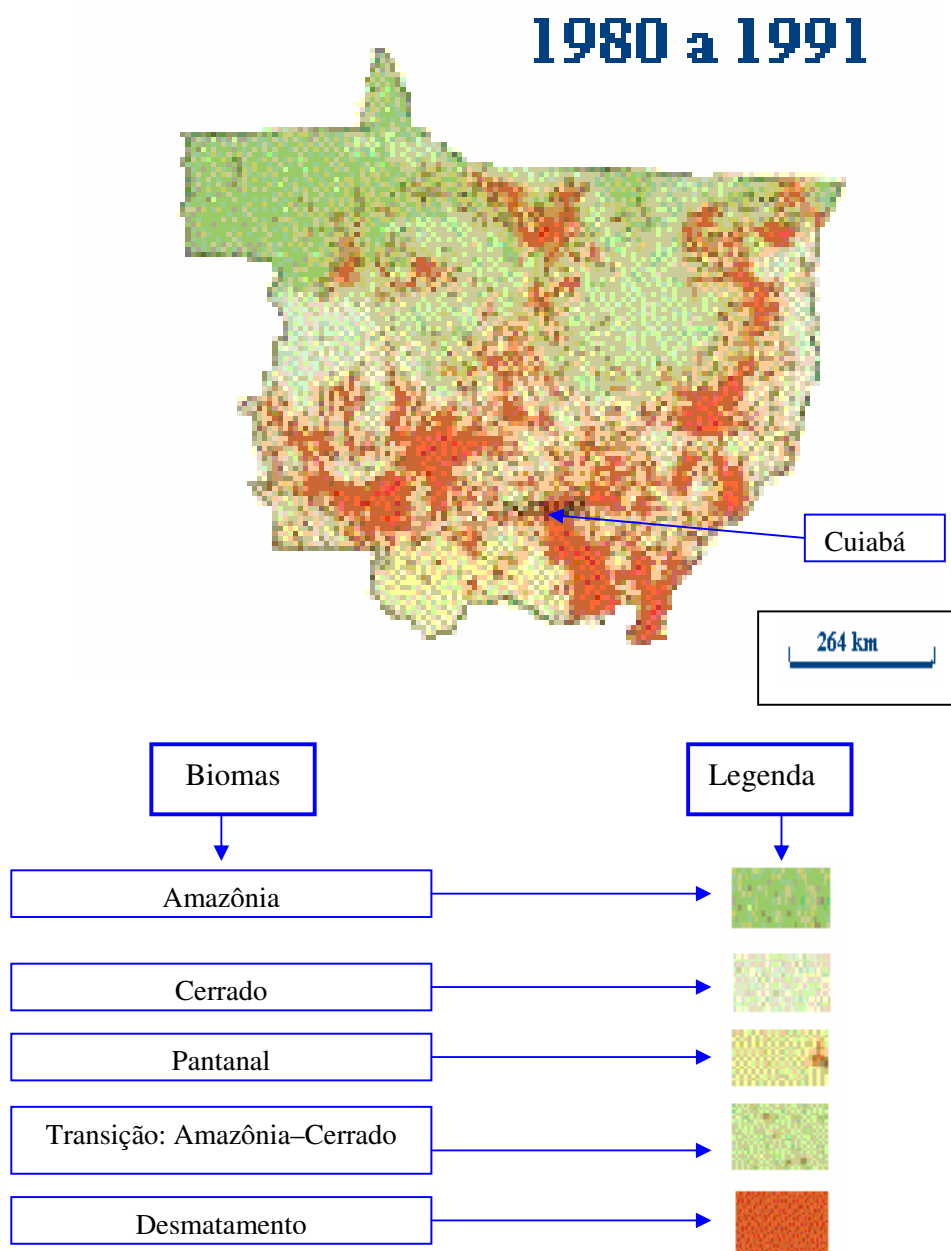 1980 a 1991
Cuiabá
264 km
Biomas
Legenda
Amazônia
Cerrado
Pantanal
Transição: Amazônia–Cerrado
Desmatamento